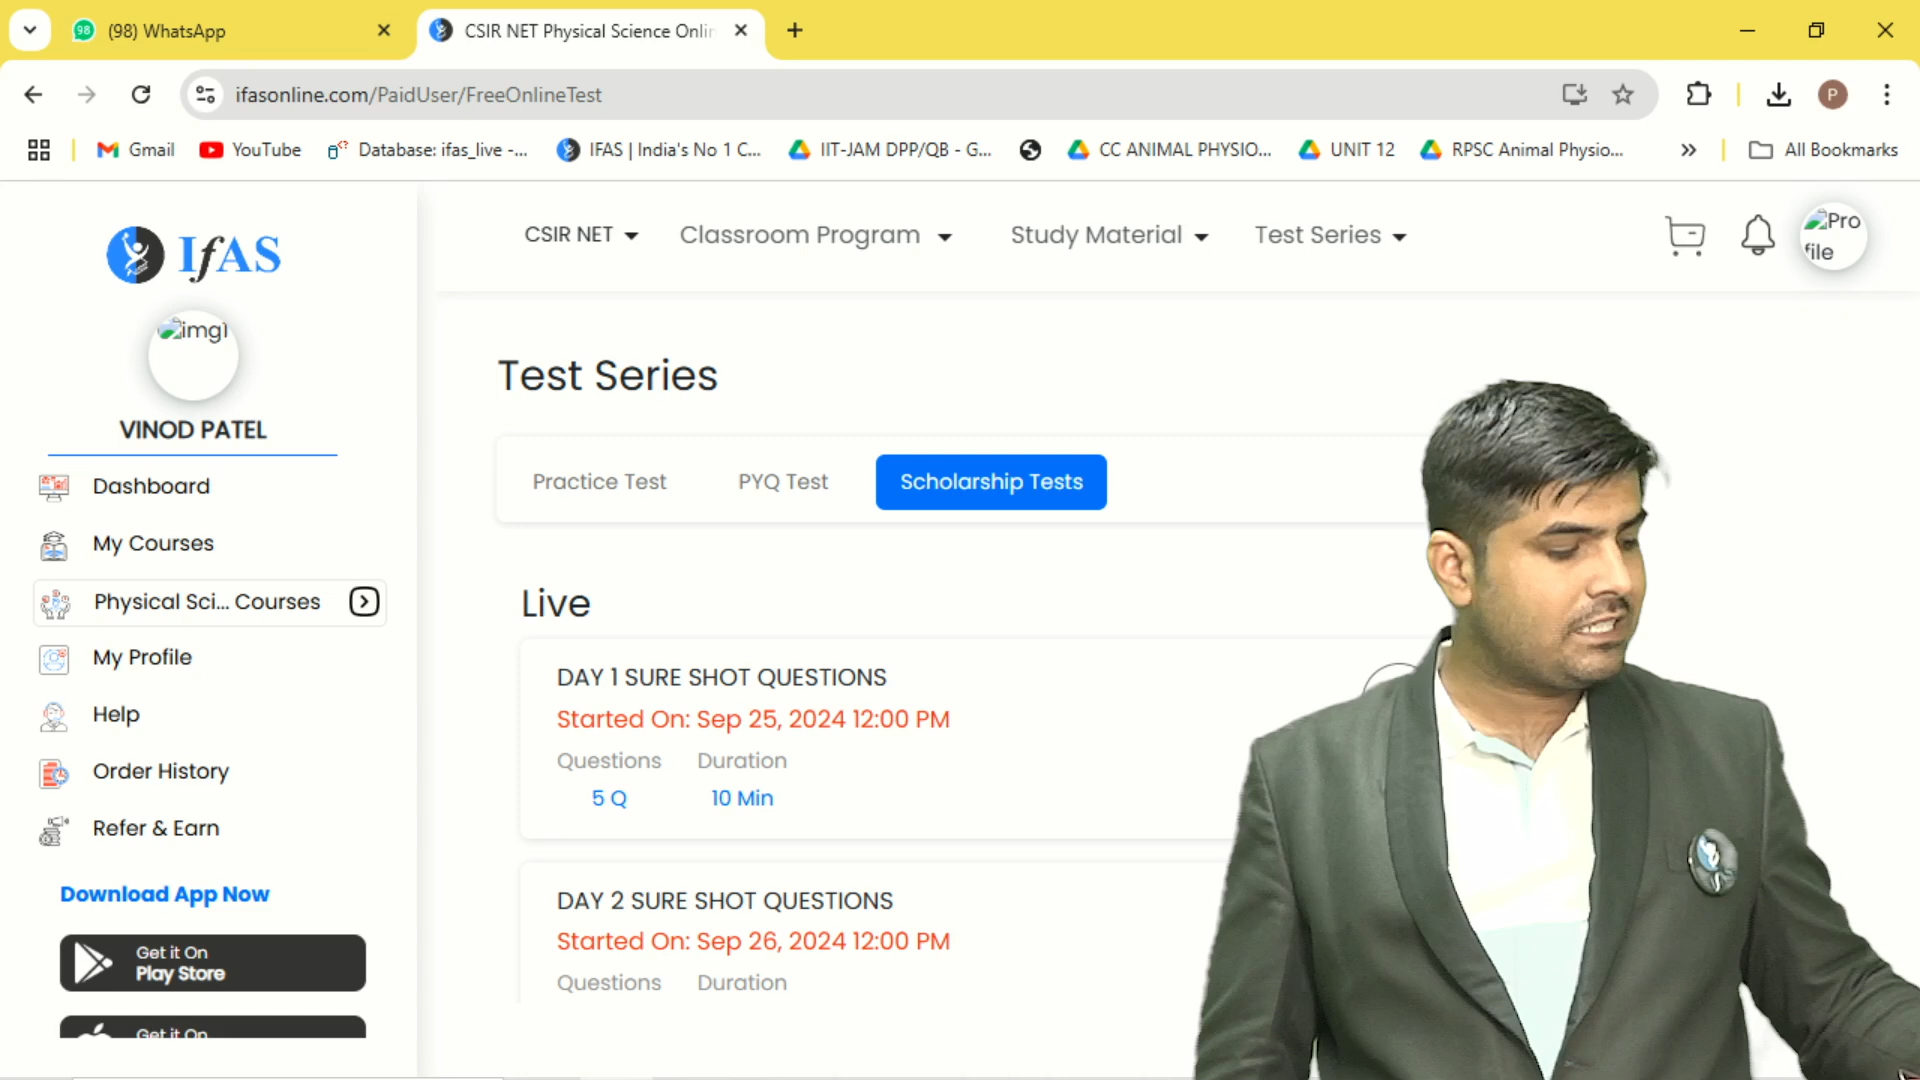 (98) WhatsApp
CSIR NET Physical Science Onlin
ifasonline.com/PaidUser/FreeOnlineTest
P
Gmail
YouTube
Database: ifas_live -...
IFAS | India's No 1 C...
IIT-JAM DPP/QB - G...
CC ANIMAL PHYSIO...
UNIT 12
RPSC Animal Physio...
All Bookmarks
IfAS
CSIR NET
Classroom Program
Study Material
Test Series
Pro
file
img1
VINOD PATEL
Dashboard
My Courses
Physical Sci... Courses
My Profile
Help
Order History
Refer & Earn
Download App Now
Get it On
Play Store
Get it On
Test Series
Practice Test
PYQ Test
Scholarship Tests
Live
DAY 1 SURE SHOT QUESTIONS
Started On: Sep 25, 2024 12:00 PM
Questions Duration
5 Q 10 Min
DAY 2 SURE SHOT QUESTIONS
Started On: Sep 26, 2024 12:00 PM
Questions Duration